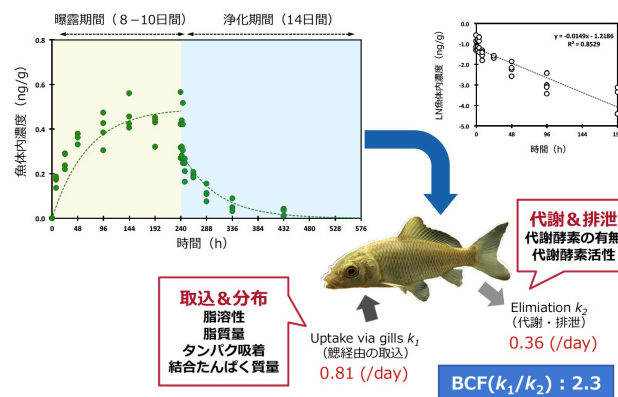 曝露期間（８－10日間）
浄化期間（14日間）
魚体内濃度（ng/g）
0.8
0.6
0.4
0.2
0.0
0 48 96 144 192 240 288 336 384 432 504 576
時間（h）
LN魚体内濃度（ng/g）
0.0
-1.0
-2.0
-3.0
-4.0
-5.0
y = -0.0149x - 1.2186
R² = 0.8529
0 48 96 144 19
時間（h）
代謝&排泄
代謝酵素の有無
代謝酵素活性
取込&分布
脂溶性
脂質量
タンパク吸着
結合たんぱく質量
Uptake via gills k₁
（鰓経由の取込）
0.81 (/day)
Elimiation k₂
（代謝・排泄）
0.36 (/day)
BCF(k₁/k₂)：2.3